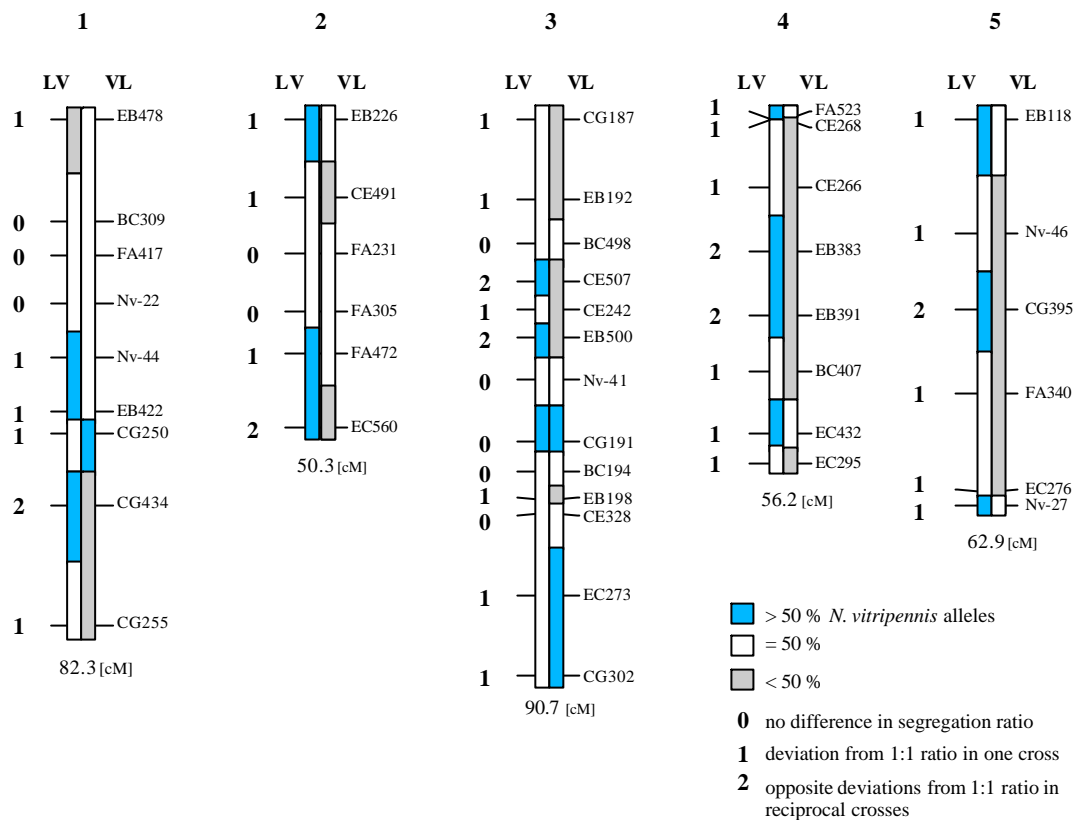 1 2 3 4 5
LV VL LV VL LV VL LV VL LV VL
1 EB478
0 BC309
0 FA417
0 Nv-22
1 Nv-44
1 EB422
1 CG250
2 CG434
1 CG255
82.3 [cM]
1 EB226
1 CE491
0 FA231
0 FA305
1 FA472
2 EC560
50.3 [cM]
1 CG187
1 EB192
0 BC498
2 CE507
1 CE242
2 EB500
0 Nv-41
0 CG191
0 BC194
1 EB198
0 CE328
1 EC273
1 CG302
90.7 [cM]
1 FA523
1 CE268
1 CE266
2 EB383
2 EB391
1 BC407
1 EC432
1 EC295
56.2 [cM]
1 EB118
1 Nv-46
2 CG395
1 FA340
1 EC276
1 Nv-27
62.9 [cM]
> 50 % N. vitripennis alleles
= 50 %
< 50 %
0 no difference in segregation ratio
1 deviation from 1:1 ratio in one cross
2 opposite deviations from 1:1 ratio in
reciprocal crosses